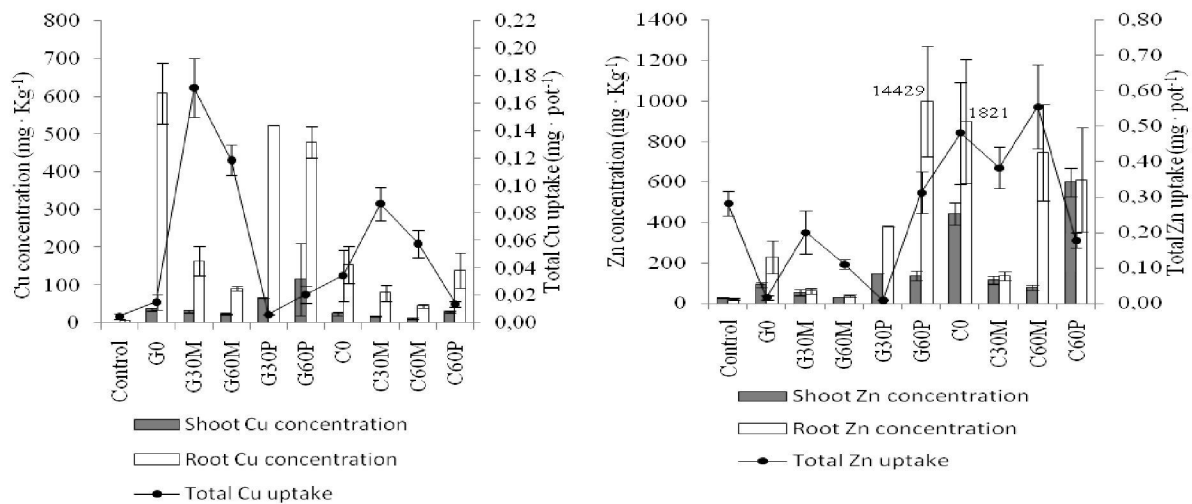 Cu concentration (mg · Kg⁻¹)
800
700
600
500
400
300
200
100
0
0,22
0,20
0,18
0,16
0,14
0,12
0,10
0,08
0,06
0,04
0,02
0,00
Total Cu uptake (mg · pot⁻¹)
Control
G0
G30M
G60M
G30P
G60P
C0
C30M
C60M
C60P
Shoot Cu concentration
Root Cu concentration
Total Cu uptake
Zn concentration (mg · Kg⁻¹)
1400
1200
1000
800
600
400
200
0
14429
1821
0,80
0,70
0,60
0,50
0,40
0,30
0,20
0,10
0,00
Total Zn uptake (mg · pot⁻¹)
Control
G0
G30M
G60M
G30P
G60P
C0
C30M
C60M
C60P
Shoot Zn concentration
Root Zn concentration
Total Zn uptake